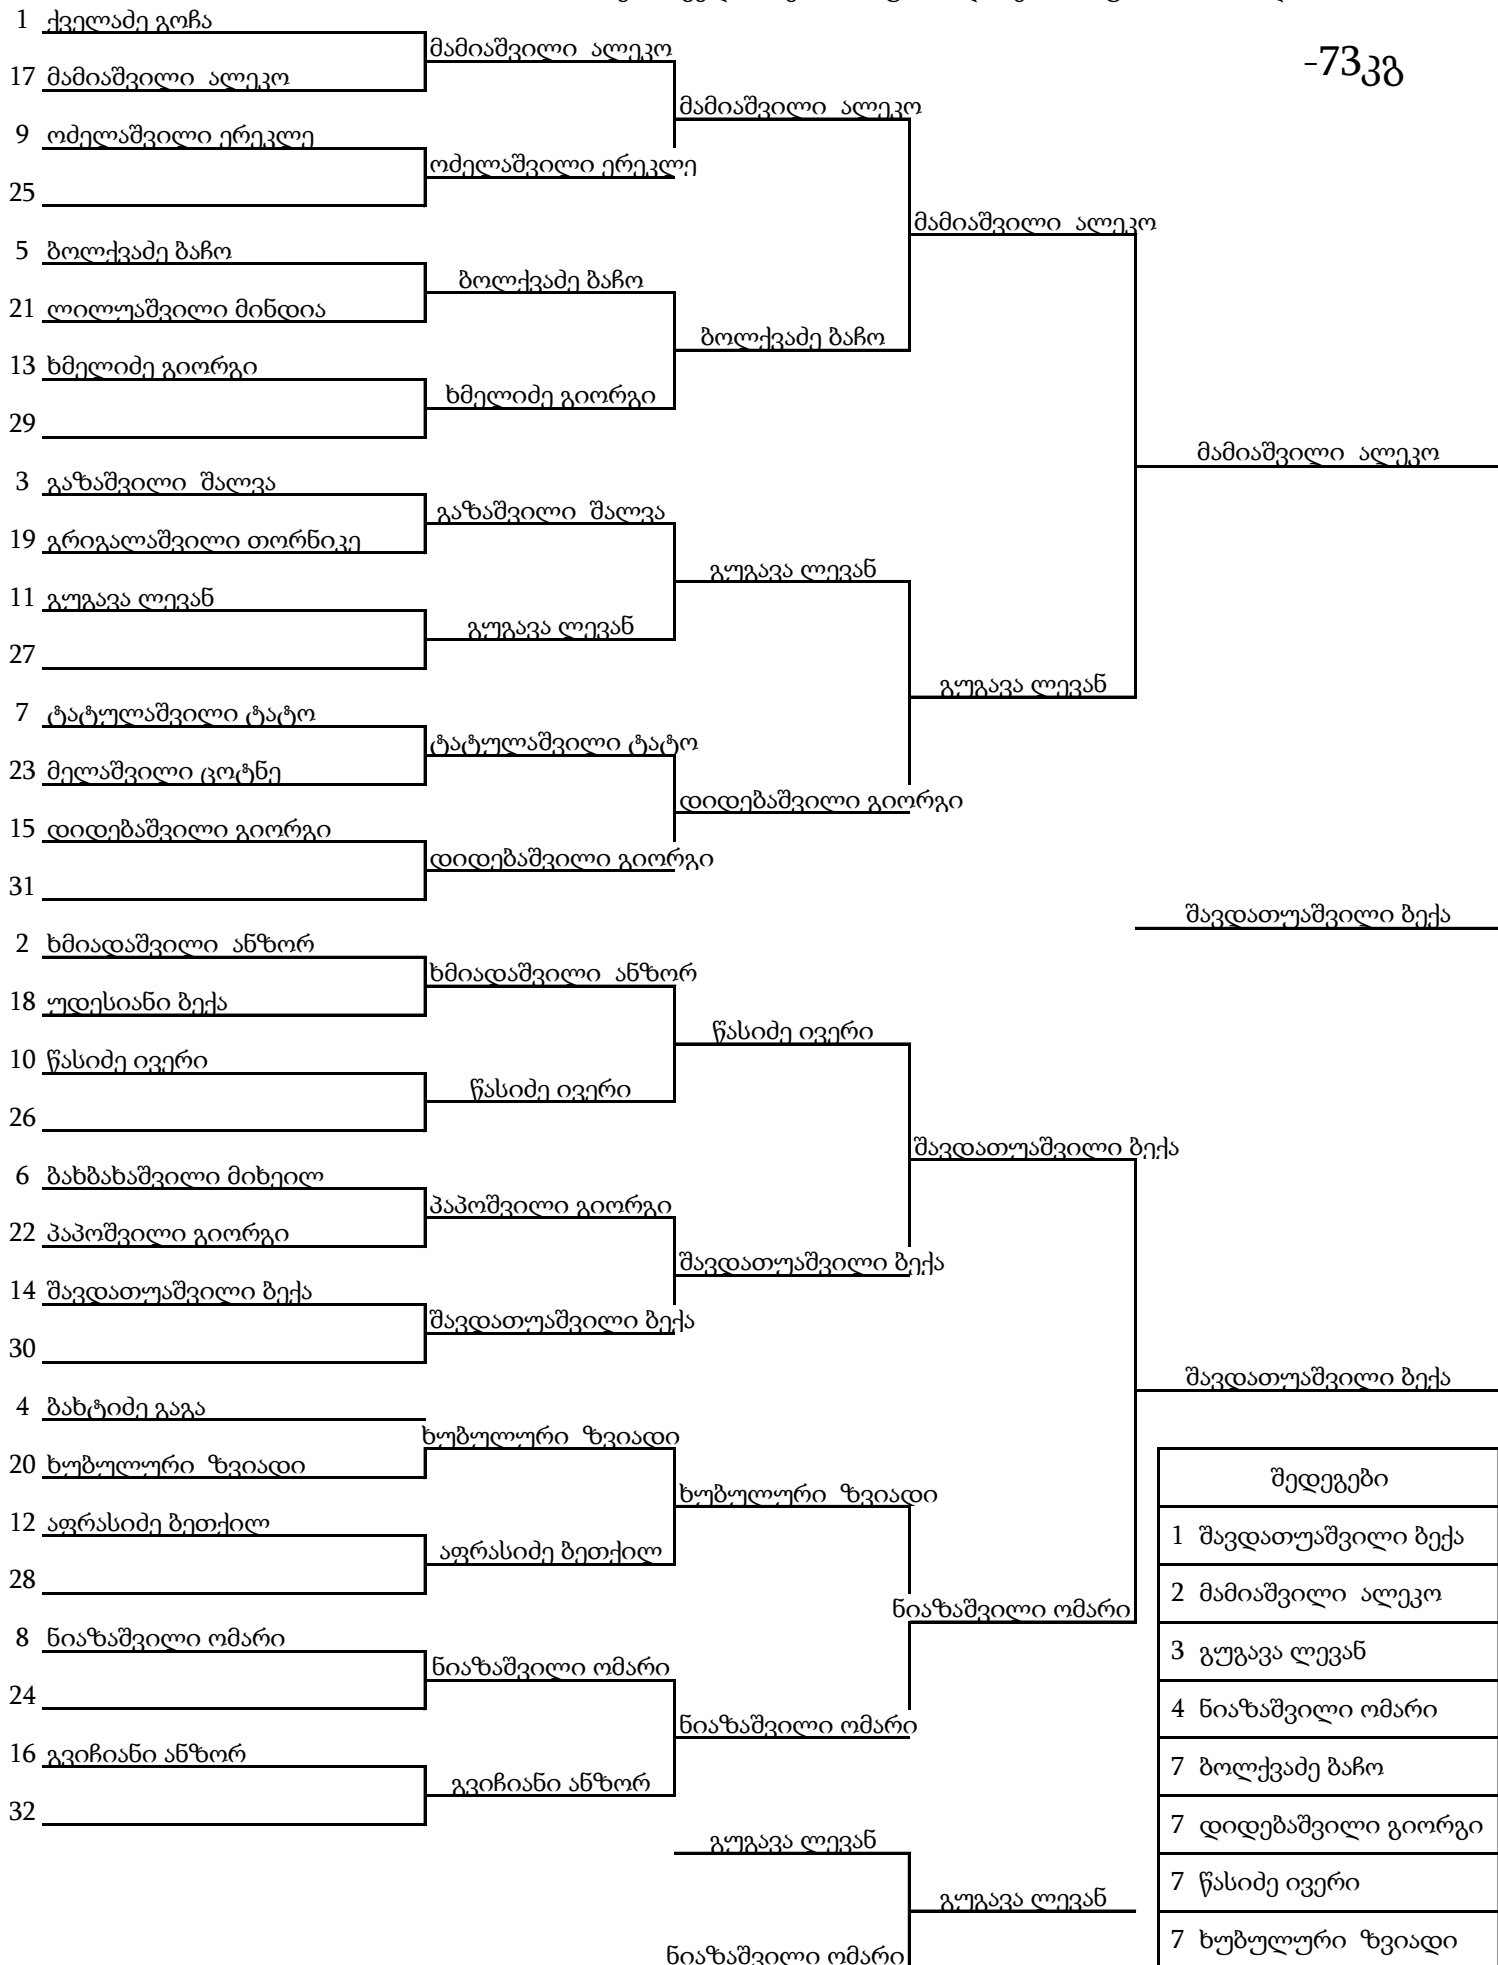 -73კგ
1 ქველაძე გოჩა
მამიაშვილი ალეკო
17 მამიაშვილი ალეკო
მამიაშვილი ალეკო
9 ოძელაშვილი ერეკლე
ოძელაშვილი ერეკლე
25
მამიაშვილი ალეკო
5 ბოლქვაძე ბაჩო
ბოლქვაძე ბაჩო
21 ლილუაშვილი მინდია
ბოლქვაძე ბაჩო
13 ხმელიძე გიორგი
ხმელიძე გიორგი
29
მამიაშვილი ალეკო
3 გაზაშვილი შალვა
გაზაშვილი შალვა
19 გრიგალაშვილი თორნიკე
გუგავა ლევან
11 გუგავა ლევან
გუგავა ლევან
27
გუგავა ლევან
7 ტატულაშვილი ტატო
ტატულაშვილი ტატო
23 მელაშვილი ცოტნე
დიდებაშვილი გიორგი
15 დიდებაშვილი გიორგი
დიდებაშვილი გიორგი
31
შავდათუაშვილი ბექა
2 ხმიადაშვილი ანზორ
ხმიადაშვილი ანზორ
18 უდესიანი ბექა
წასიძე ივერი
10 წასიძე ივერი
წასიძე ივერი
26
შავდათუაშვილი ბექა
6 ბახბახაშვილი მიხეილ
პაპოშვილი გიორგი
22 პაპოშვილი გიორგი
შავდათუაშვილი ბექა
14 შავდათუაშვილი ბექა
შავდათუაშვილი ბექა
30
შავდათუაშვილი ბექა
4 ბახტიძე გაგა
ხუბულური ზვიადი
20 ხუბულური ზვიადი
ხუბულური ზვიადი
12 აფრასიძე ბეთქილ
აფრასიძე ბეთქილ
28
ნიაზაშვილი ომარი
8 ნიაზაშვილი ომარი
ნიაზაშვილი ომარი
24
ნიაზაშვილი ომარი
16 გვიჩიანი ანზორ
გვიჩიანი ანზორ
32
გუგავა ლევან
გუგავა ლევან
ნიაზაშვილი ომარი
შედეგები
1 შავდათუაშვილი ბექა
2 მამიაშვილი ალეკო
3 გუგავა ლევან
4 ნიაზაშვილი ომარი
7 ბოლქვაძე ბაჩო
7 დიდებაშვილი გიორგი
7 წასიძე ივერი
7 ხუბულური ზვიადი